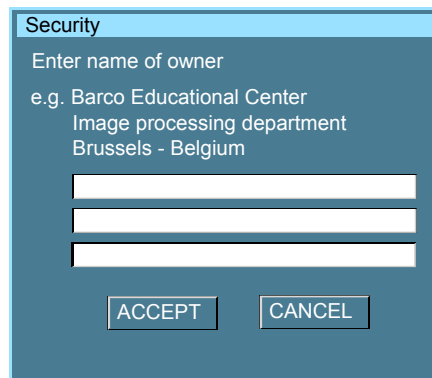 Security
Enter name of owner
e.g. Barco Educational Center
Image processing department
Brussels - Belgium
ACCEPT CANCEL